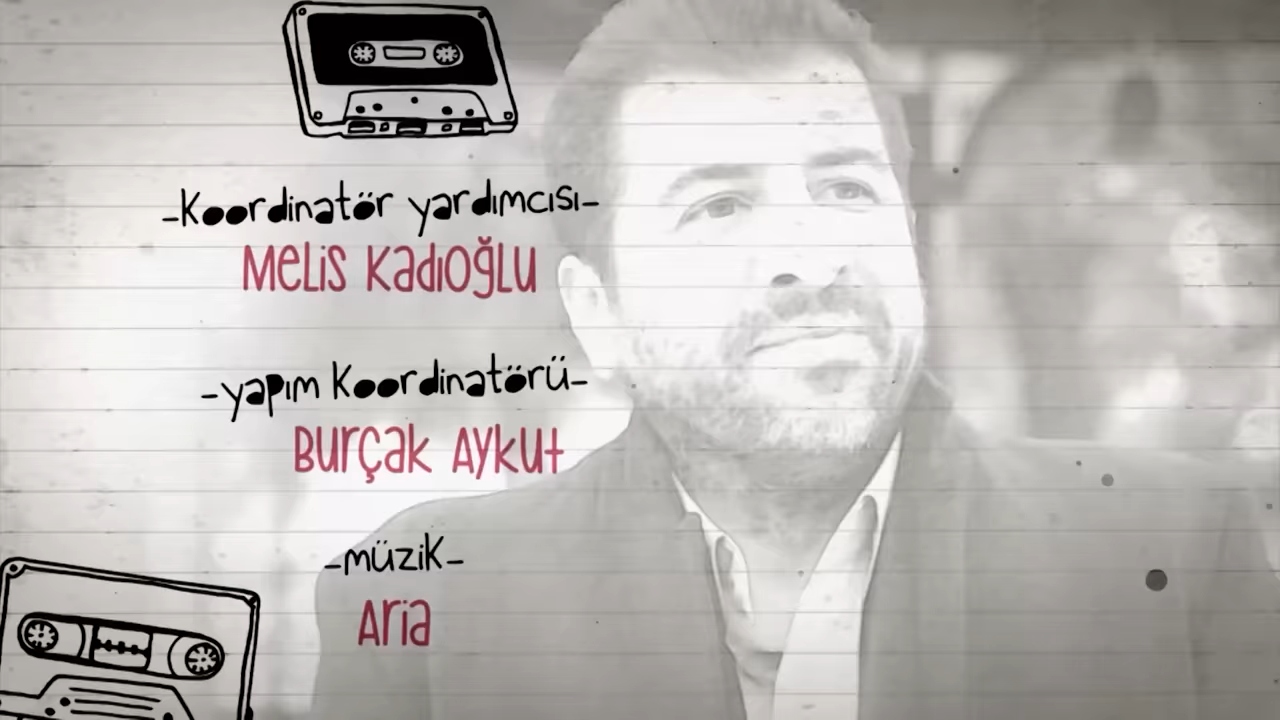 -Koordinatör yardımcısı-
Melis Kadıoğlu
-yapım Koordinatörü-
Burçak Aykut
-müzik-
Aria